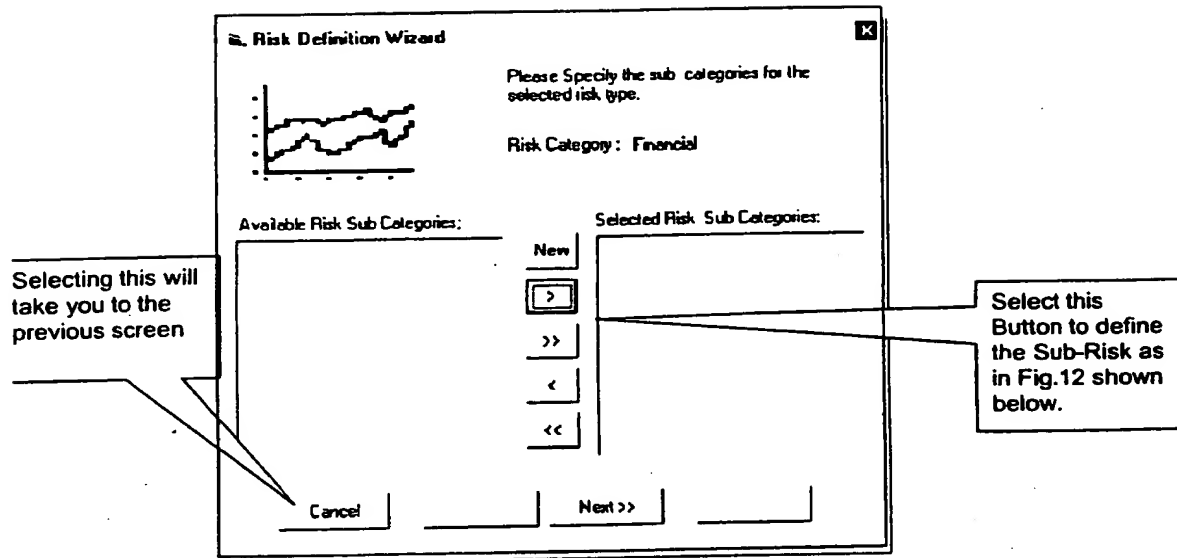 Risk Definition Wizard
Please Specify the sub categories for the
selected risk type.
Risk Category: Financial
Available Risk Sub Categories:
Selected Risk Sub Categories:
New
>
>>
<
<<
Cancel
Next >>
Selecting this will
take you to the
previous screen
Select this
Button to define
the Sub-Risk as
in Fig.12 shown
below.